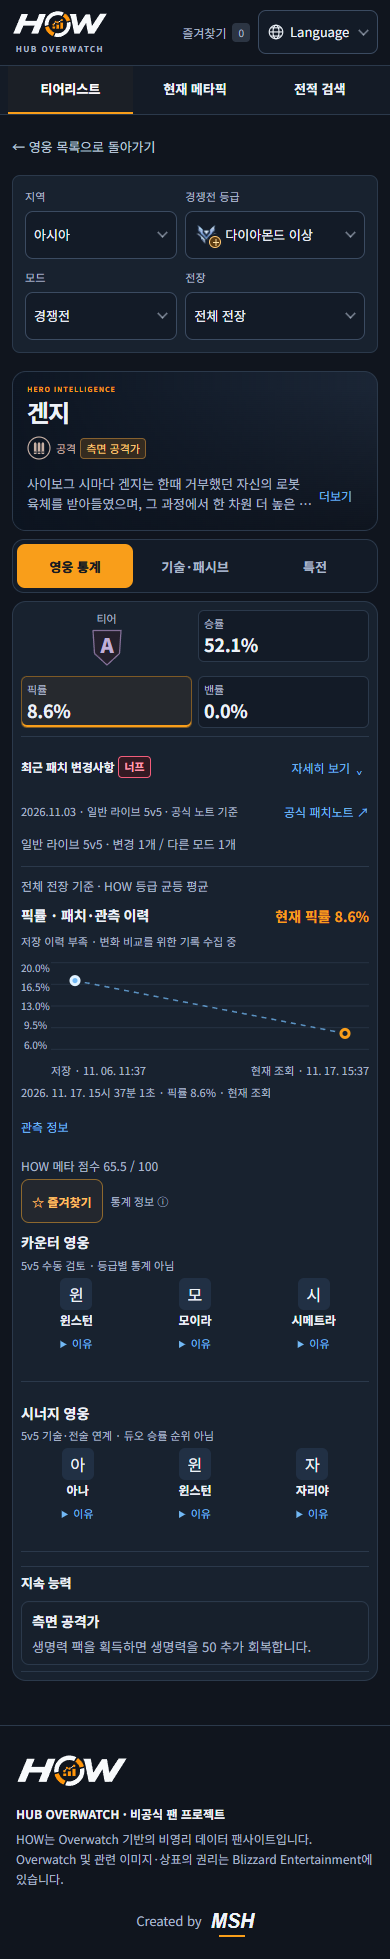 HOW
HUB OVERWATCH
즐겨찾기 0
Language
티어리스트 현재 메타픽 전적 검색
← 영웅 목록으로 돌아가기
지역 경쟁전 등급
아시아 다이아몬드 이상
모드 전장
경쟁전 전체 전장
HERO INTELLIGENCE
겐지
공격 측면 공격가
사이보그 시마다 겐지는 한때 거부했던 자신의 로봇
육체를 받아들였으며, 그 과정에서 한 차원 더 높은 … 더보기
영웅 통계 기술·패시브 특전
티어
A
승률
52.1%
픽률
8.6%
밴률
0.0%
최근 패치 변경사항 너프 자세히 보기 ⌄
2026.11.03 · 일반 라이브 5v5 · 공식 노트 기준 공식 패치노트 ↗
일반 라이브 5v5 · 변경 1개 / 다른 모드 1개
전체 전장 기준 · HOW 등급 균등 평균
픽률 · 패치·관측 이력 현재 픽률 8.6%
저장 이력 부족 · 변화 비교를 위한 기록 수집 중
20.0%
16.5%
13.0%
9.5%
6.0%
저장 · 11. 06. 11:37 현재 조회 · 11. 17. 15:37
2026. 11. 17. 15시 37분 1초 · 픽률 8.6% · 현재 조회
관측 정보
HOW 메타 점수 65.5 / 100
☆ 즐겨찾기 통계 정보 ⓘ
카운터 영웅
5v5 수동 검토 · 등급별 통계 아님
윈 모 시
윈스턴 모이라 시메트라
▶ 이유 ▶ 이유 ▶ 이유
시너지 영웅
5v5 기술·전술 연계 · 듀오 승률 순위 아님
아 윈 자
아나 윈스턴 자리야
▶ 이유 ▶ 이유 ▶ 이유
지속 능력
측면 공격가
생명력 팩을 획득하면 생명력을 50 추가 회복합니다.
HOW
HUB OVERWATCH · 비공식 팬 프로젝트
HOW는 Overwatch 기반의 비영리 데이터 팬사이트입니다.
Overwatch 및 관련 이미지·상표의 권리는 Blizzard Entertainment에
있습니다.
Created by MSH